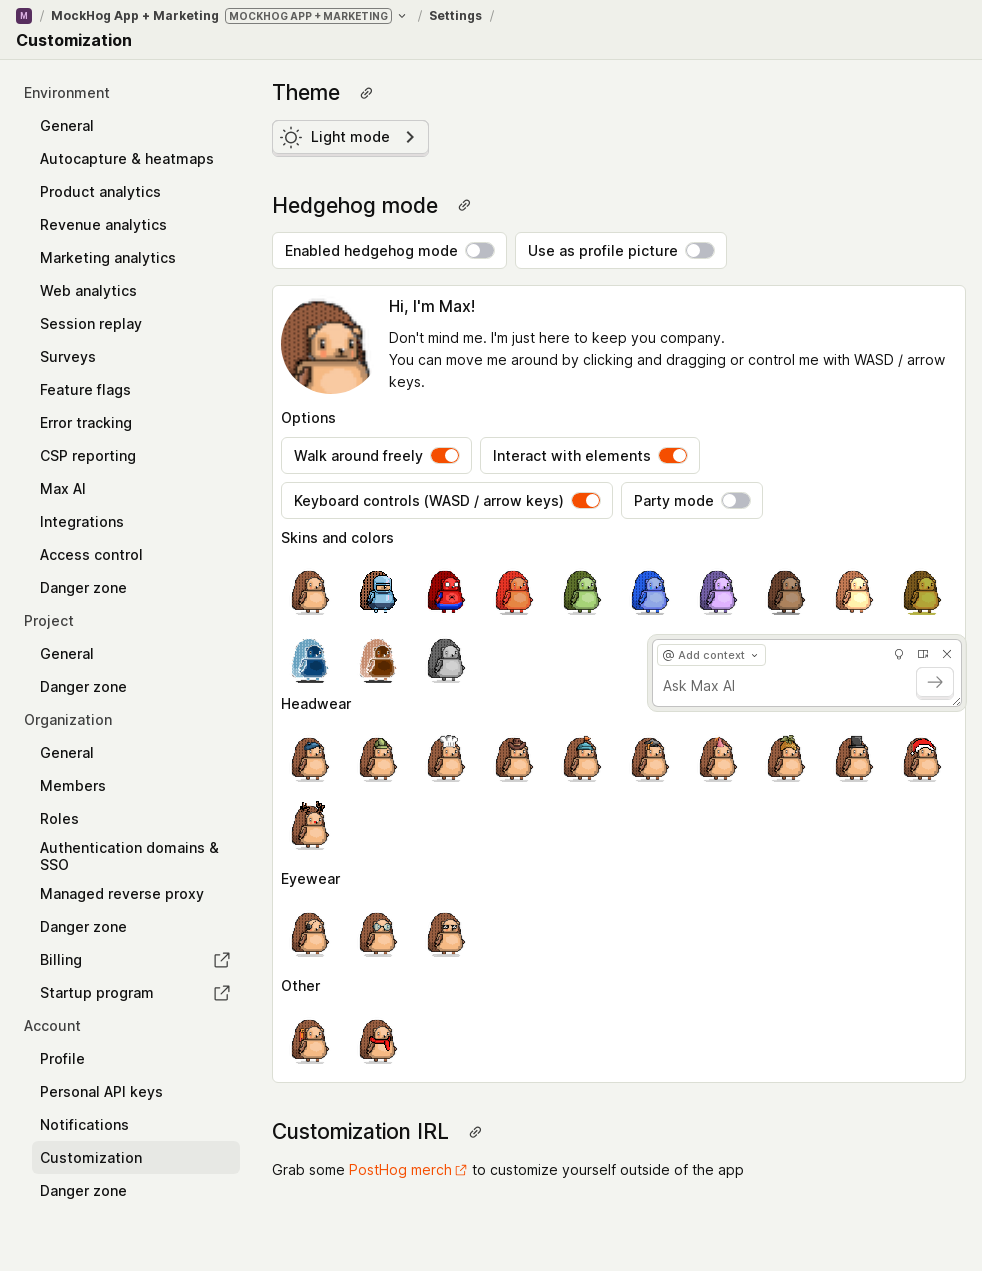 M / MockHog App + Marketing MOCKHOG APP + MARKETING / Settings /
Customization
Environment
General
Autocapture & heatmaps
Product analytics
Revenue analytics
Marketing analytics
Web analytics
Session replay
Surveys
Feature flags
Error tracking
CSP reporting
Max AI
Integrations
Access control
Danger zone
Project
General
Danger zone
Organization
General
Members
Roles
Authentication domains &
SSO
Managed reverse proxy
Danger zone
Billing
Startup program
Account
Profile
Personal API keys
Notifications
Customization
Danger zone
Theme
Light mode
Hedgehog mode
Enabled hedgehog mode
Use as profile picture
Hi, I'm Max!
Don't mind me. I'm just here to keep you company.
You can move me around by clicking and dragging or control me with WASD / arrow
keys.
Options
Walk around freely
Interact with elements
Keyboard controls (WASD / arrow keys)
Party mode
Skins and colors
@ Add context
Ask Max AI
Headwear
Eyewear
Other
Customization IRL
Grab some PostHog merch to customize yourself outside of the app